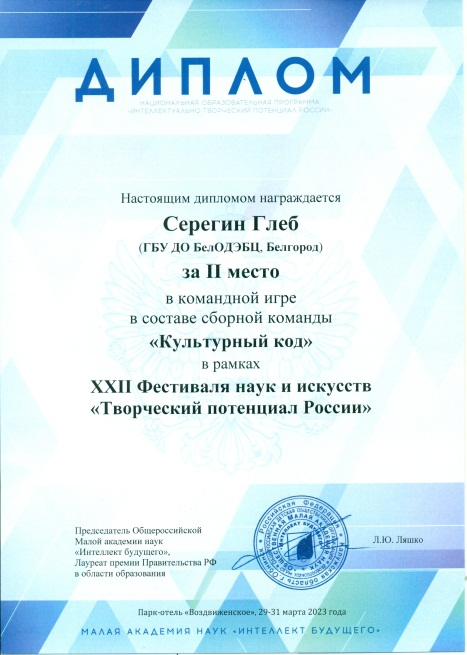 ДИПЛОМ
НАЦИОНАЛЬНАЯ ОБРАЗОВАТЕЛЬНАЯ ПРОГРАММА
«ИНТЕЛЛЕКТУАЛЬНО-ТВОРЧЕСКИЙ ПОТЕНЦИАЛ РОССИИ»
Настоящим дипломом награждается
Серегин Глеб
(ГБУ ДО БелОДЭБЦ, Белгород)
за II место
в командной игре
в составе сборной команды
«Культурный код»
в рамках
XXII Фестиваля наук и искусств
«Творческий потенциал России»
Председатель Общероссийской
Малой академии наук
«Интеллект будущего»,
Лауреат премии Правительства РФ
в области образования
Л.Ю. Ляшко
Парк-отель «Воздвиженское», 29-31 марта 2023 года
МАЛАЯ АКАДЕМИЯ НАУК «ИНТЕЛЛЕКТ БУДУЩЕГО»